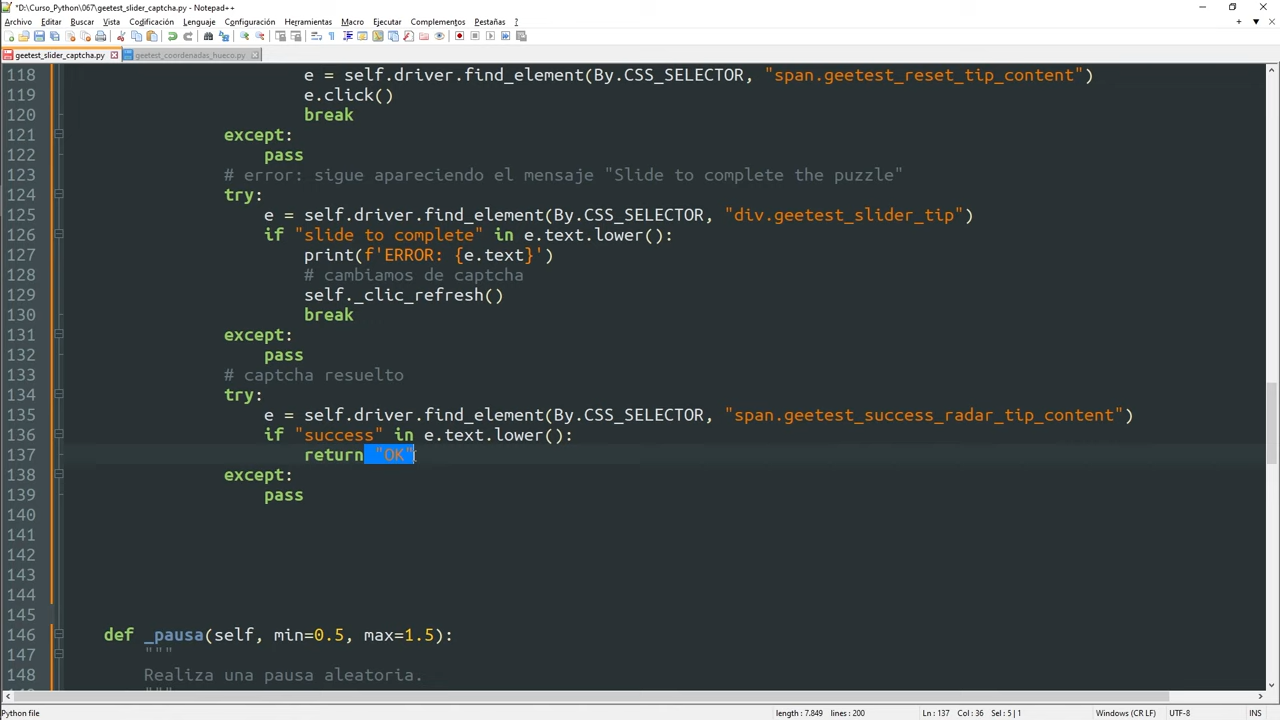 *D:\Curso_Python\067\geetest_slider_captcha.py - Notepad++
Archivo Editar Buscar Vista Codificación Lenguaje Configuración Herramientas Macro Ejecutar Complementos Pestañas ?
geetest_slider_captcha.py geetest_coordenadas_hueco.py
118 e = self.driver.find_element(By.CSS_SELECTOR, "span.geetest_reset_tip_content")
119 e.click()
120 break
121 except:
122 pass
123 # error: sigue apareciendo el mensaje "Slide to complete the puzzle"
124 try:
125 e = self.driver.find_element(By.CSS_SELECTOR, "div.geetest_slider_tip")
126 if "slide to complete" in e.text.lower():
127 print(f'ERROR: {e.text}')
128 # cambiamos de captcha
129 self._clic_refresh()
130 break
131 except:
132 pass
133 # captcha resuelto
134 try:
135 e = self.driver.find_element(By.CSS_SELECTOR, "span.geetest_success_radar_tip_content")
136 if "success" in e.text.lower():
137 return "OK"
138 except:
139 pass
140
141
142
143
144
145
146 def _pausa(self, min=0.5, max=1.5):
147 """
148 Realiza una pausa aleatoria.
"""
Python file length : 7.849 lines : 200 Ln : 137 Col : 36 Sel : 5 | 1 Windows (CR LF) UTF-8 INS